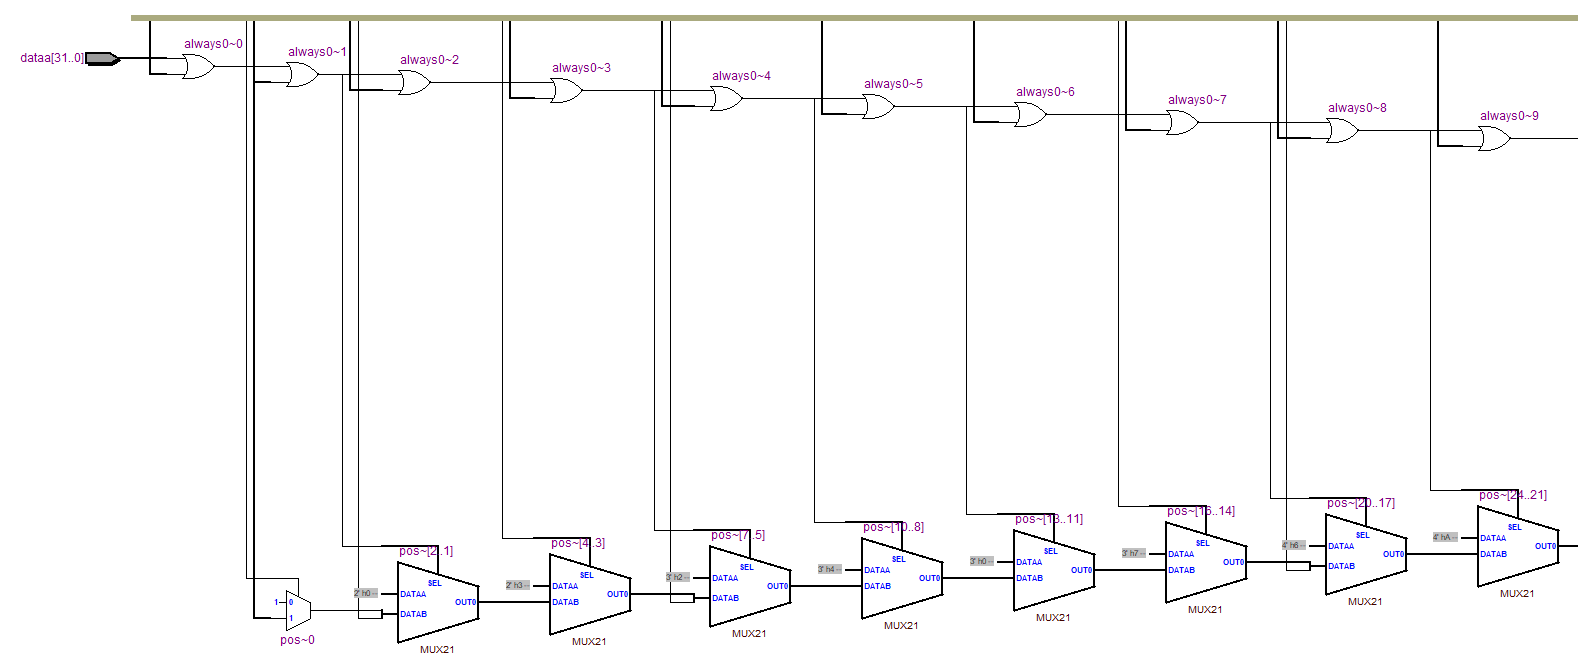 dataa[31..0]
always0~0
always0~1
always0~2
always0~3
always0~4
always0~5
always0~6
always0~7
always0~8
always0~9
1
0
1
pos~0
pos~[2..1]
SEL
2' h0 --
DATAA
DATAB
OUT0
MUX21
pos~[4..3]
SEL
2' h3 --
DATAA
DATAB
OUT0
MUX21
pos~[7..5]
SEL
3' h2 --
DATAA
DATAB
OUT0
MUX21
pos~[10..8]
SEL
3' h4 --
DATAA
DATAB
OUT0
MUX21
pos~[13..11]
SEL
3' h0 --
DATAA
DATAB
OUT0
MUX21
pos~[16..14]
SEL
3' h7 --
DATAA
DATAB
OUT0
MUX21
pos~[20..17]
SEL
4' h6 --
DATAA
DATAB
OUT0
MUX21
pos~[24..21]
SEL
4' hA --
DATAA
DATAB
OUT0
MUX21